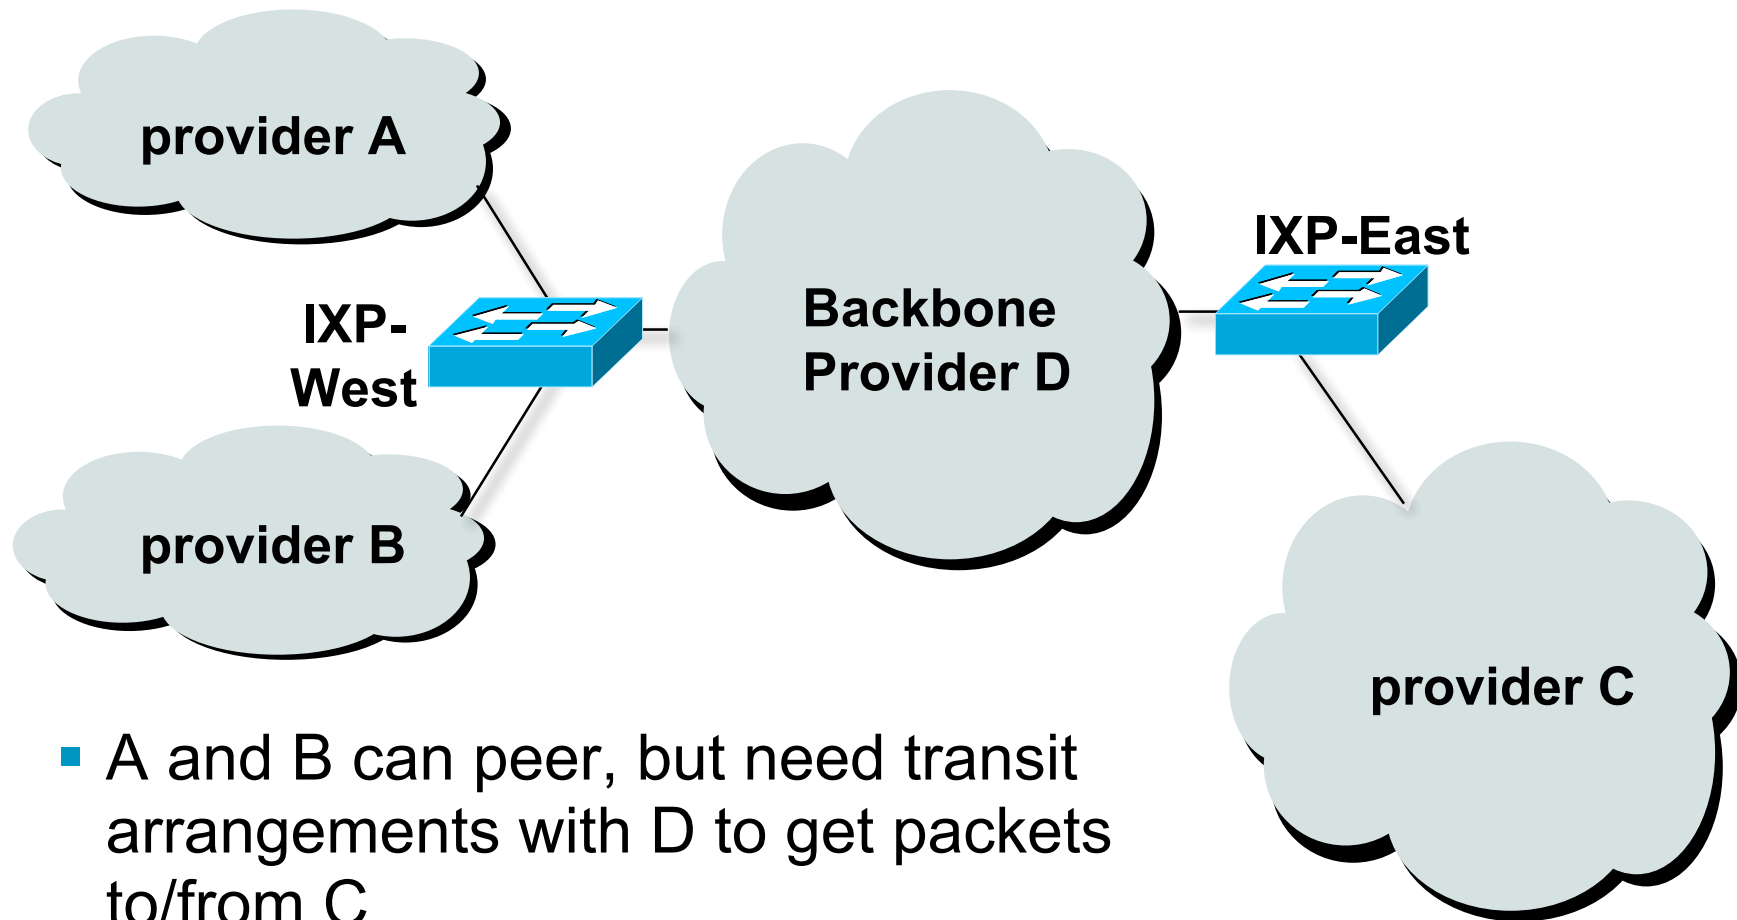 provider A
IXP-East
IXP-
West
Backbone
Provider D
provider B
provider C
▪ A and B can peer, but need transit
arrangements with D to get packets
to/from C